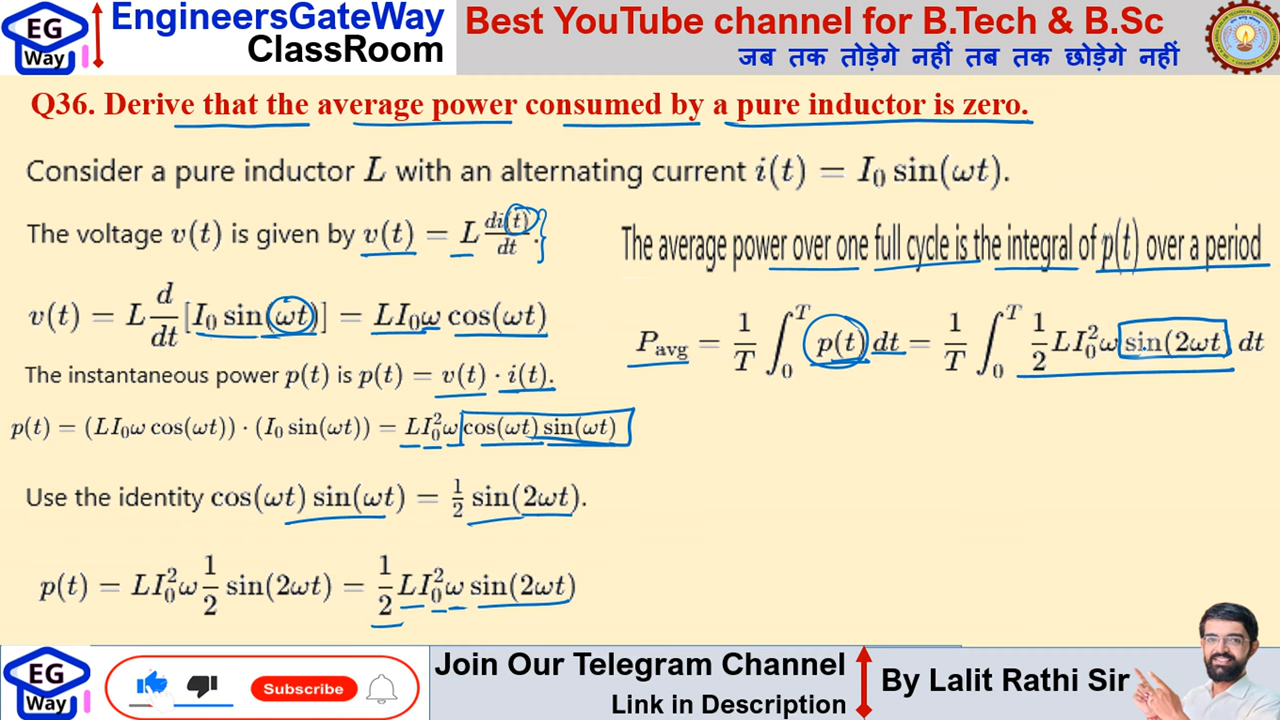 EG
Way
EngineersGateWay
ClassRoom
Best YouTube channel for B.Tech & B.Sc
जब तक तोड़ेगे नहीं तब तक छोड़ेगे नहीं
Q36. Derive that the average power consumed by a pure inductor is zero.
Consider a pure inductor L with an alternating current i(t) = I₀ sin(ωt).
The voltage v(t) is given by v(t) = L di(t)/dt.
v(t) = L d/dt [I₀ sin(ωt)] = LI₀ω cos(ωt)
The instantaneous power p(t) is p(t) = v(t) · i(t).
p(t) = (LI₀ω cos(ωt)) · (I₀ sin(ωt)) = LI₀²ω cos(ωt) sin(ωt)
Use the identity cos(ωt) sin(ωt) = 1/2 sin(2ωt).
p(t) = LI₀²ω 1/2 sin(2ωt) = 1/2 LI₀²ω sin(2ωt)
The average power over one full cycle is the integral of p(t) over a period
Pavg = 1/T ∫₀ᵀ p(t) dt = 1/T ∫₀ᵀ 1/2 LI₀²ω sin(2ωt) dt
EG
Way
Subscribe
Join Our Telegram Channel
Link in Description
By Lalit Rathi Sir